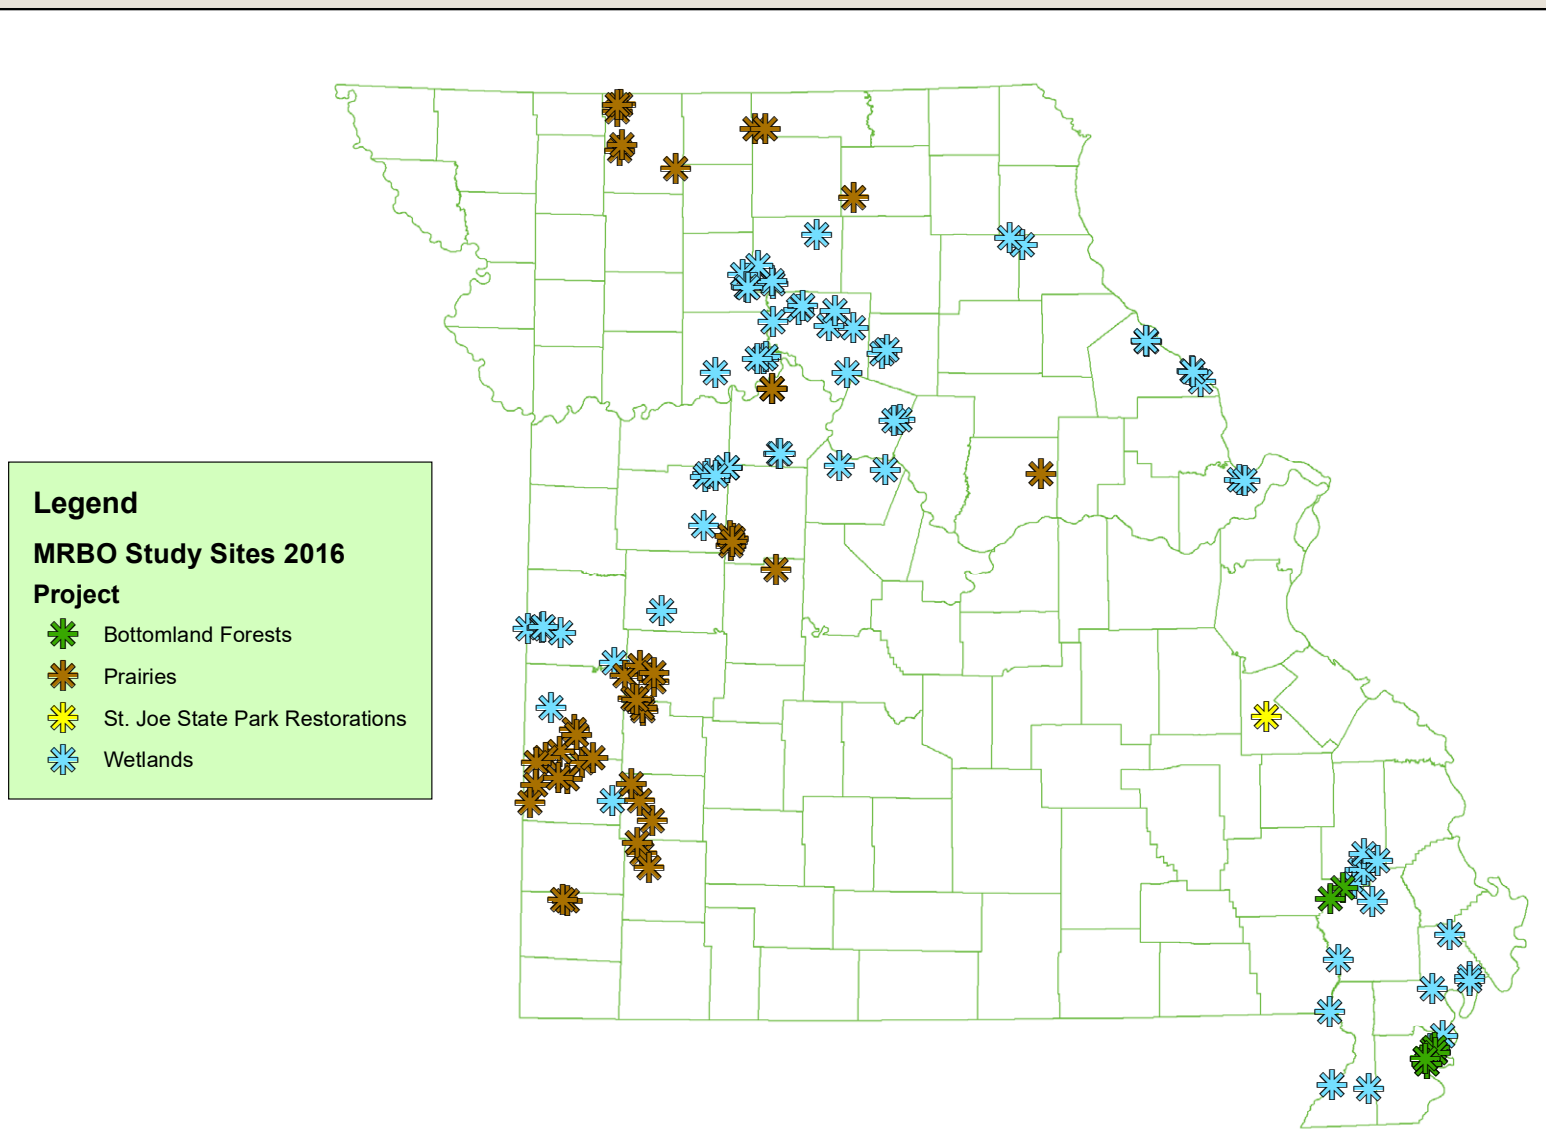 Legend
MRBO Study Sites 2016
Project
Bottomland Forests
Prairies
St. Joe State Park Restorations
Wetlands